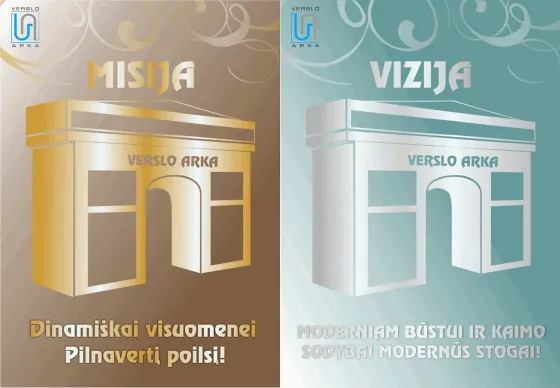 VERSLO
ARKA
MISIJA
VERSLO ARKA
Dinamiškai visuomenei
Pilnavertį poilsį!
VERSLO
ARKA
VIZIJA
VERSLO ARKA
MODERNIAM BŪSTUI IR KAIMO
SODYBAI MODERNŪS STOGAI!